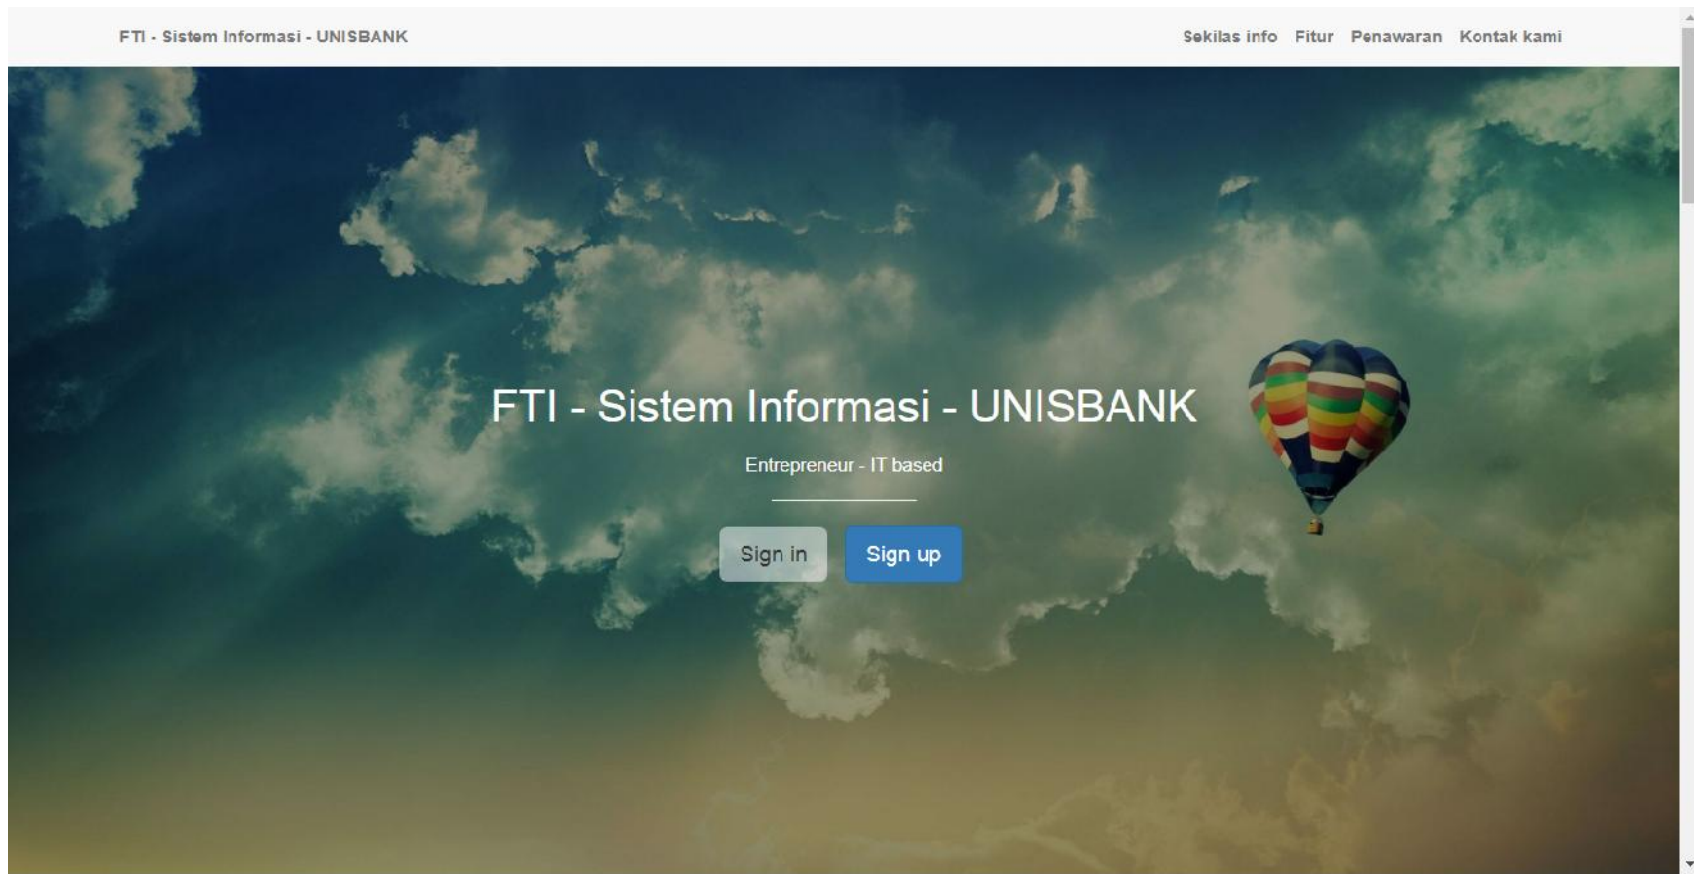 FTI - Sistem Informasi - UNISBANK
Sekilas info Fitur Penawaran Kontak kami
FTI - Sistem Informasi - UNISBANK
Entrepreneur - IT based
Sign in Sign up